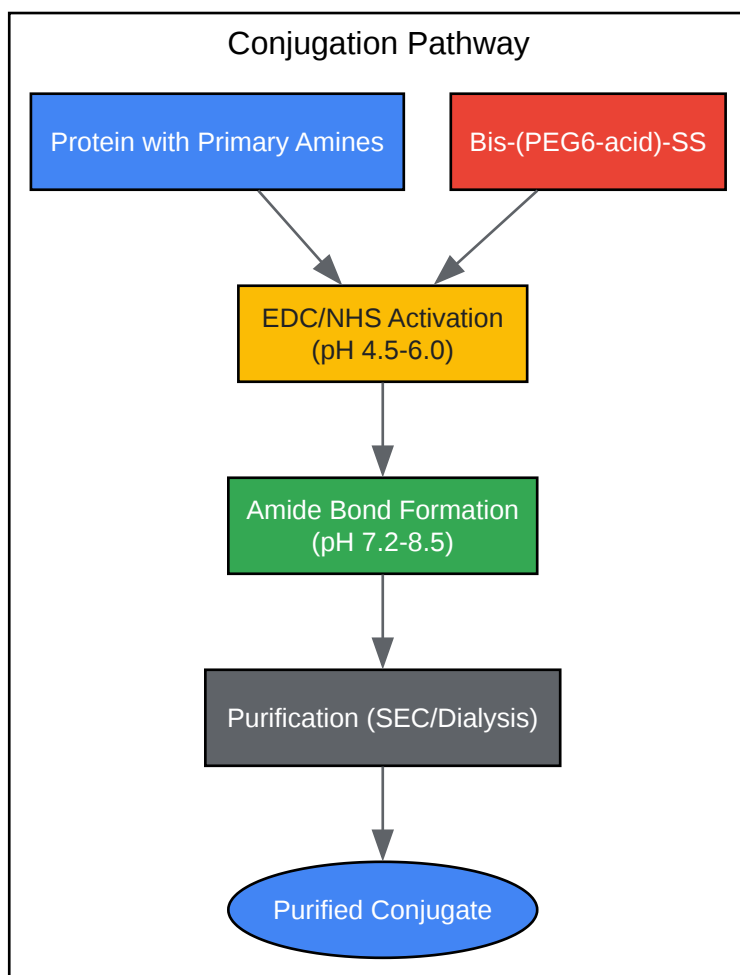 Conjugation Pathway
Protein with Primary Amines
Bis-(PEG6-acid)-SS
EDC/NHS Activation
(pH 4.5-6.0)
Amide Bond Formation
(pH 7.2-8.5)
Purification (SEC/Dialysis)
Purified Conjugate